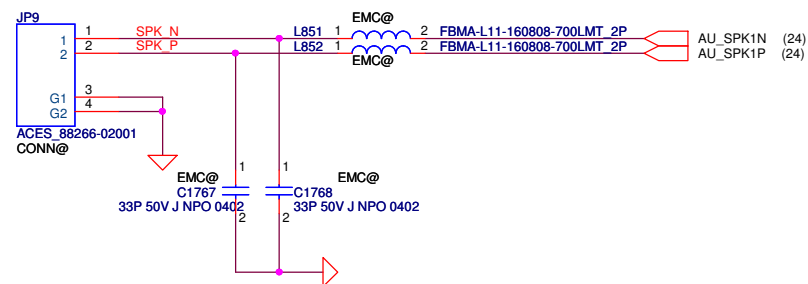 JP9
EMC@
1 1 SPK_N L851 1 2 FBMA-L11-160808-700LMT_2P AU_SPK1N (24)
2 2 SPK_P L852 1 2 FBMA-L11-160808-700LMT_2P AU_SPK1P (24)
EMC@
G1 3
G2 4
ACES_88266-02001
CONN@
1 1
EMC@ EMC@
C1767 C1768
33P 50V J NPO 0402 33P 50V J NPO 0402
2 2